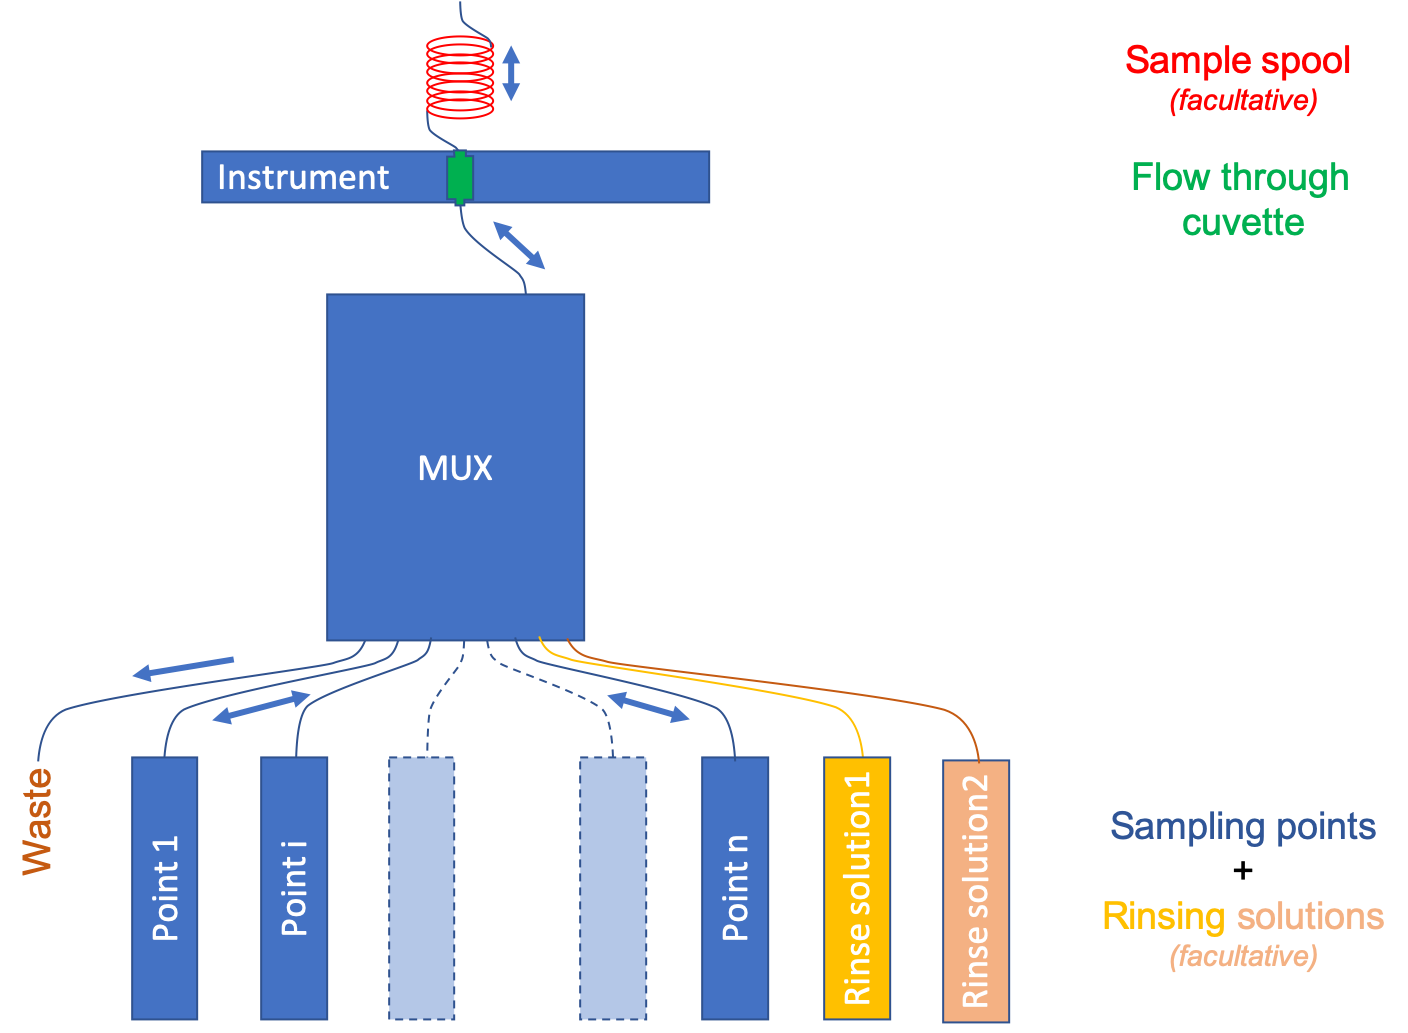 Sample spool
(facultative)
Instrument
Flow through
cuvette
MUX
Waste
Point 1
Point i
Point n
Rinse solution1
Rinse solution2
Sampling points
+
Rinsing solutions
(facultative)